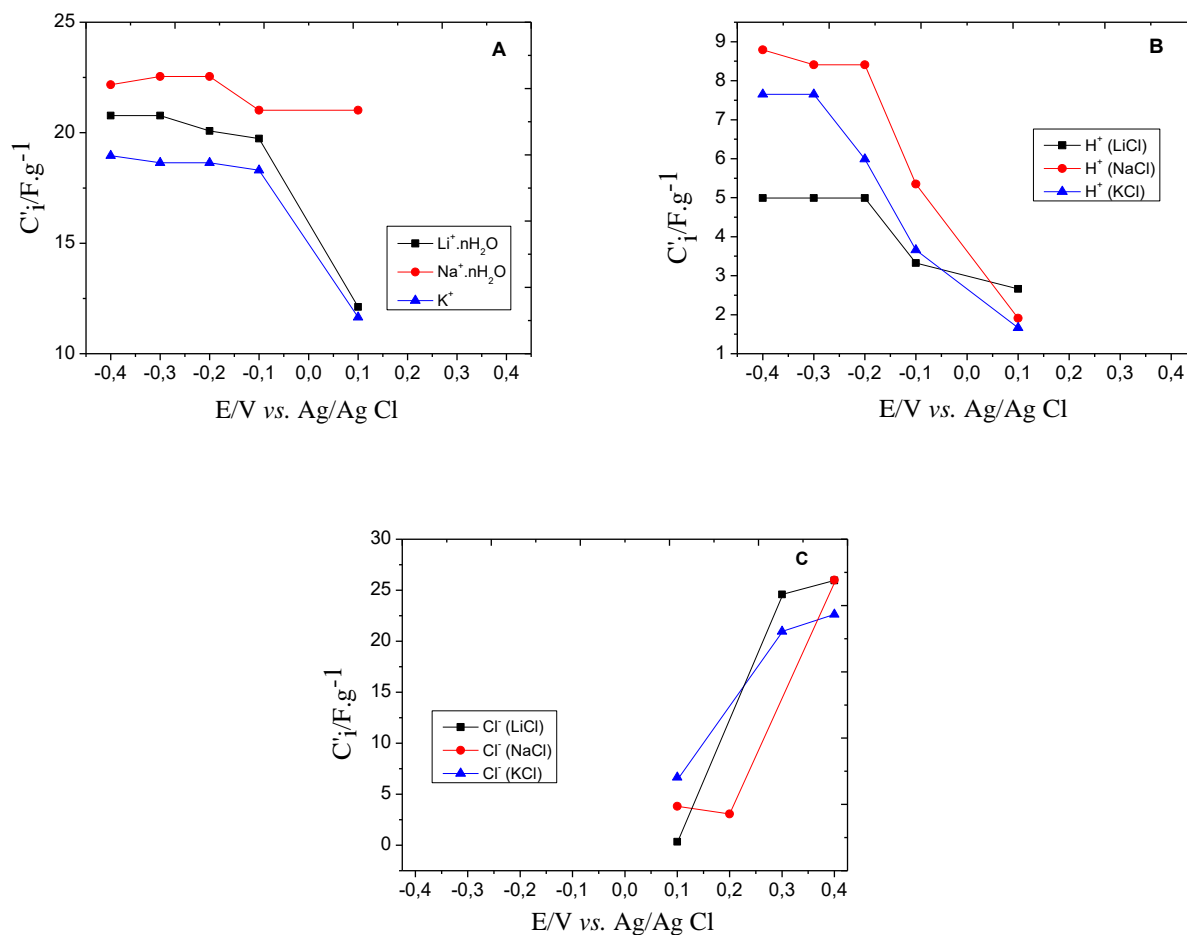 A
25
20
15
10
C'i/F.g-1
Li+.nH2O
Na+.nH2O
K+
-0,4 -0,3 -0,2 -0,1 0,0 0,1 0,2 0,3 0,4
E/V vs. Ag/Ag Cl
B
9
8
7
6
5
4
3
2
1
C'i/F.g-1
H+ (LiCl)
H+ (NaCl)
H+ (KCl)
-0,4 -0,3 -0,2 -0,1 0,0 0,1 0,2 0,3 0,4
E/V vs. Ag/Ag Cl
C
30
25
20
15
10
5
0
C'i/F.g-1
Cl- (LiCl)
Cl- (NaCl)
Cl- (KCl)
-0,4 -0,3 -0,2 -0,1 0,0 0,1 0,2 0,3 0,4
E/V vs. Ag/Ag Cl